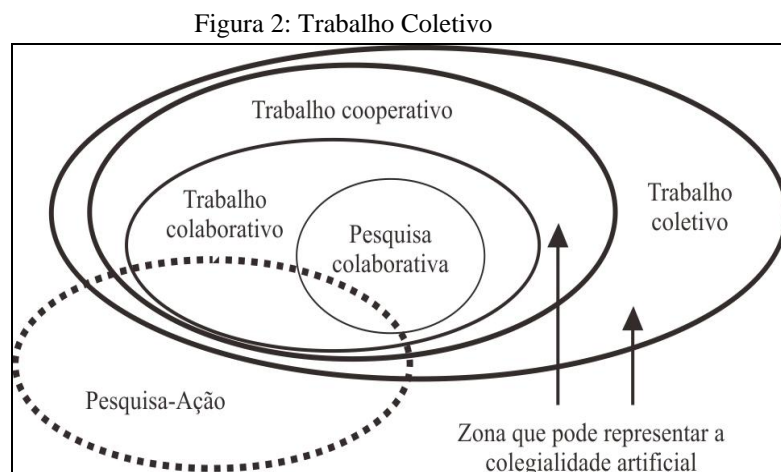 Figura 2: Trabalho Coletivo
Trabalho cooperativo
Trabalho
colaborativo
Pesquisa
colaborativa
Trabalho
coletivo
Pesquisa-Ação
Zona que pode representar a
colegialidade artificial